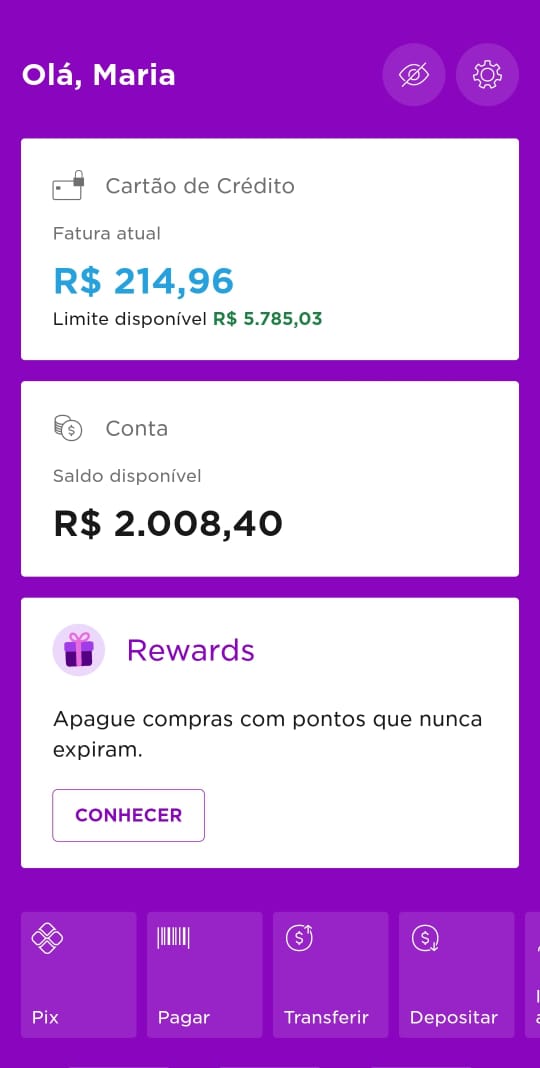 Olá, Maria
Cartão de Crédito
Fatura atual
R$ 214,96
Limite disponível R$ 5.785,03
Conta
Saldo disponível
R$ 2.008,40
Rewards
Apague compras com pontos que nunca
expiram.
CONHECER
Pix
Pagar
Transferir
Depositar